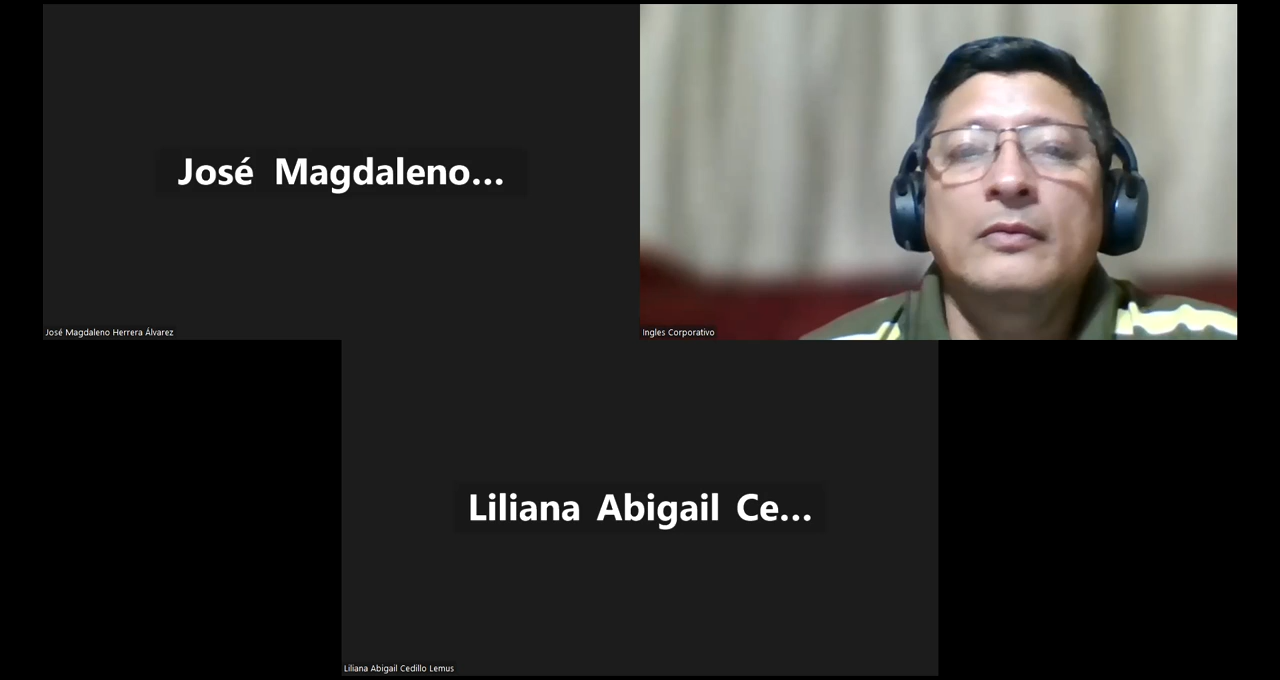 José Magdaleno...
José Magdaleno Herrera Álvarez
Ingles Corporativo
Liliana Abigail Ce...
Liliana Abigail Cedillo Lemus